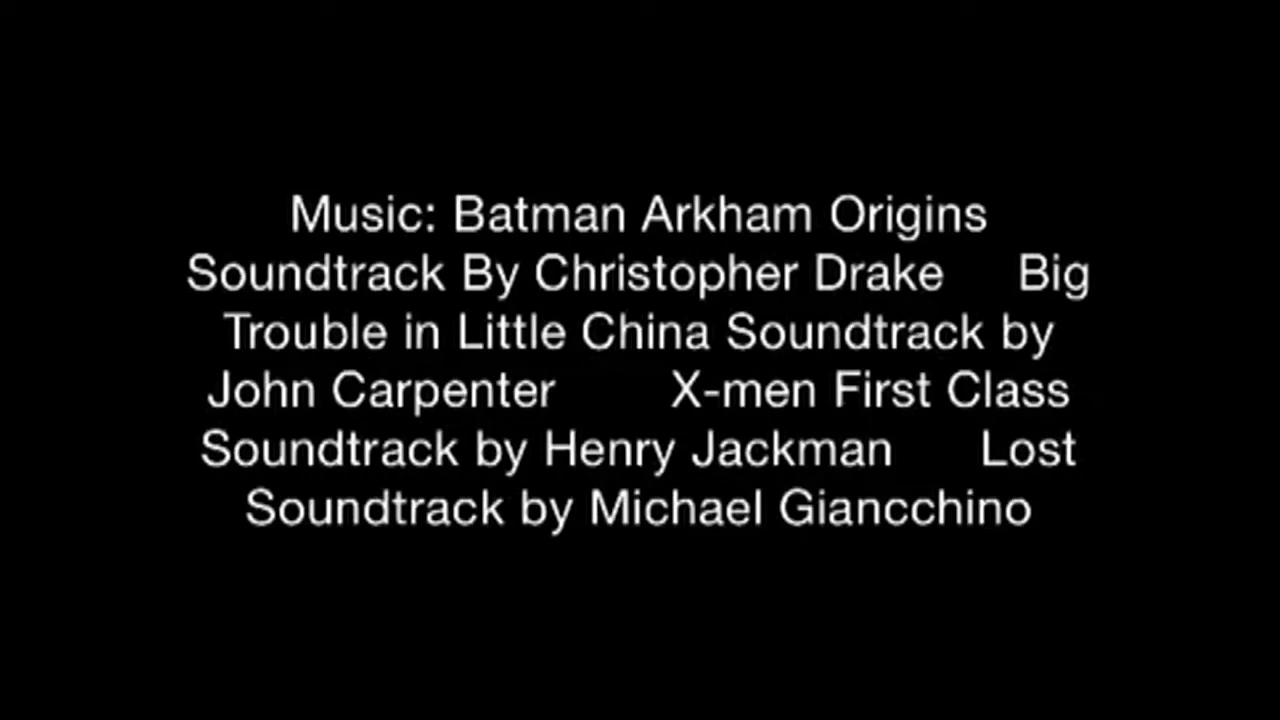 Music: Batman Arkham Origins
Soundtrack By Christopher Drake Big
Trouble in Little China Soundtrack by
John Carpenter X-men First Class
Soundtrack by Henry Jackman Lost
Soundtrack by Michael Giancchino